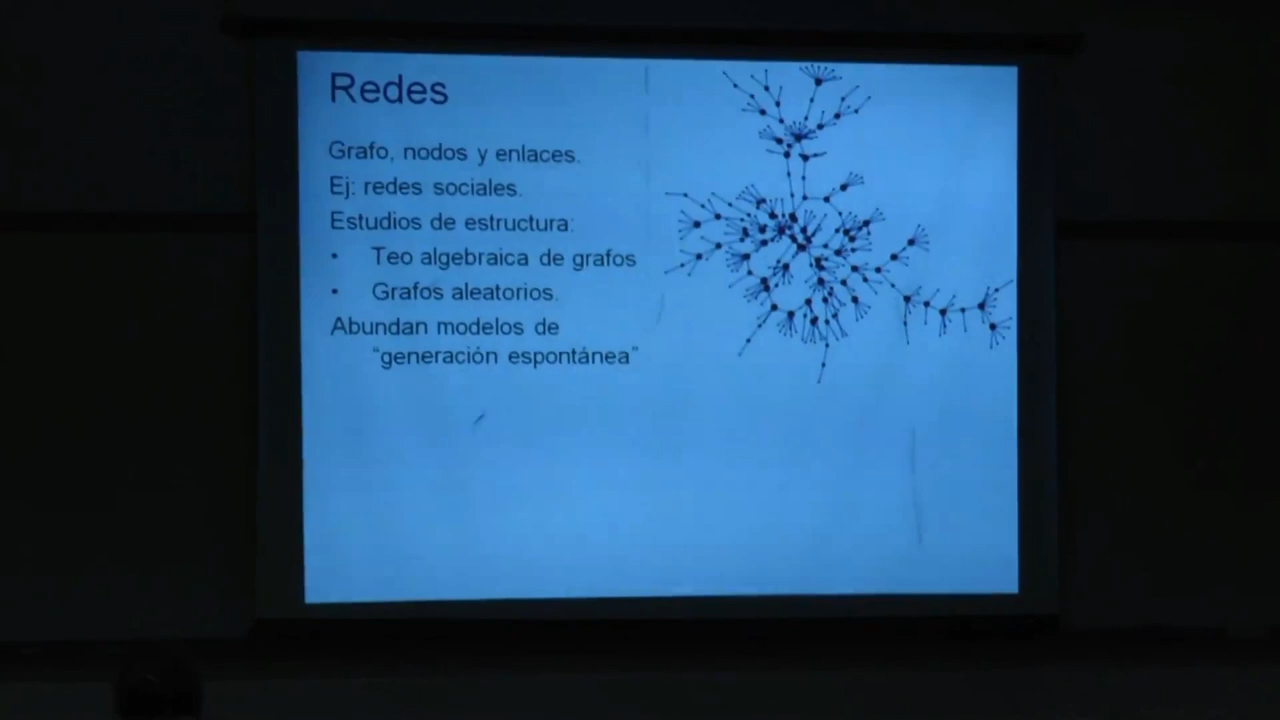 Redes
Grafo, nodos y enlaces.
Ej: redes sociales.
Estudios de estructura:
• Teo algebraica de grafos
• Grafos aleatorios.
Abundan modelos de
“generación espontánea”